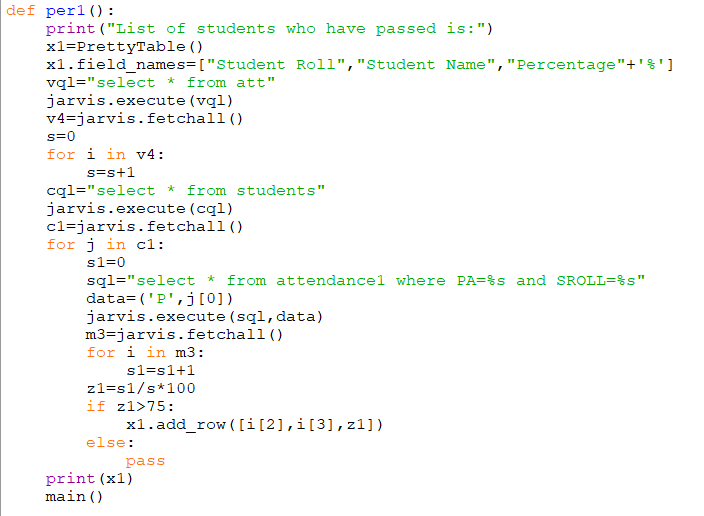 def per1():
    print("List of students who have passed is:")
    x1=PrettyTable()
    x1.field_names=["Student Roll","Student Name","Percentage"+'%']
    vql="select * from att"
    jarvis.execute(vql)
    v4=jarvis.fetchall()
    s=0
    for i in v4:
        s=s+1
    cql="select * from students"
    jarvis.execute(cql)
    c1=jarvis.fetchall()
    for j in c1:
        s1=0
        sql="select * from attendance1 where PA=%s and SROLL=%s"
        data=('P',j[0])
        jarvis.execute(sql,data)
        m3=jarvis.fetchall()
        for i in m3:
            s1=s1+1
        z1=s1/s*100
        if z1>75:
            x1.add_row([i[2],i[3],z1])
        else:
            pass
    print(x1)
    main()